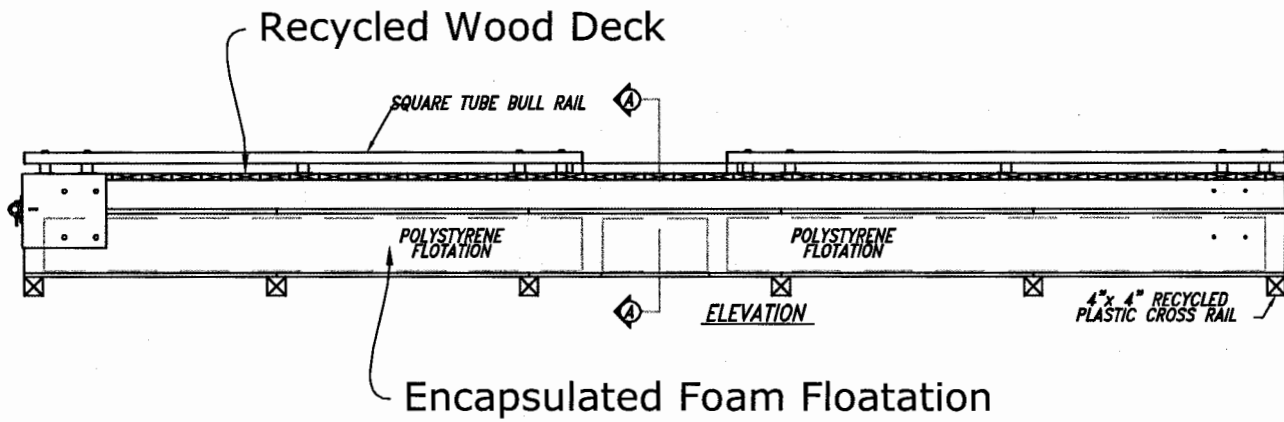 Recycled Wood Deck
SQUARE TUBE BULL RAIL
A
POLYSTYRENE
FLOTATION
POLYSTYRENE
FLOTATION
A
ELEVATION
4"x 4" RECYCLED
PLASTIC CROSS RAIL
Encapsulated Foam Floatation